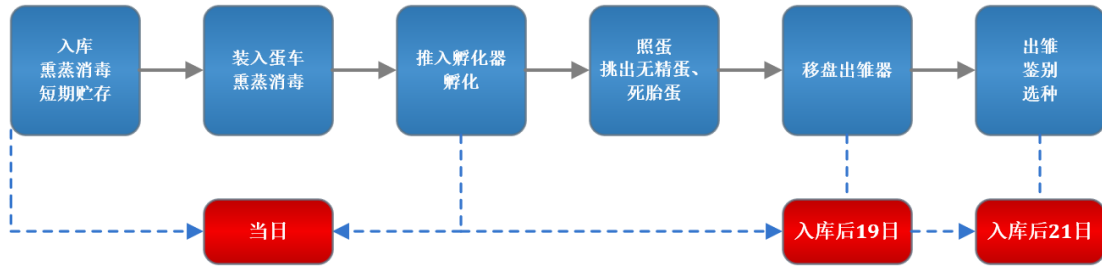 入库
熏蒸消毒
短期贮存
装入蛋车
熏蒸消毒
推入孵化器
孵化
照蛋
挑出无精蛋、
死胎蛋
移盘出雏器
出雏
鉴别
选种
当日
入库后19日
入库后21日